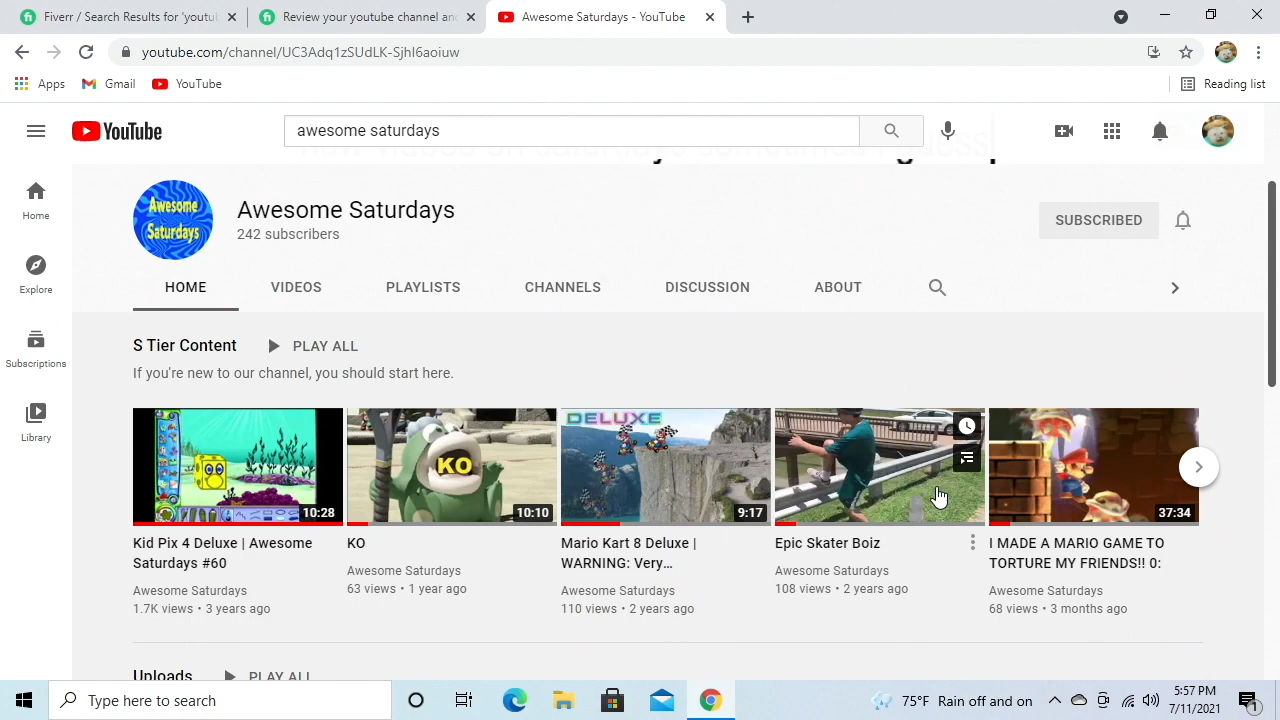 Fiverr / Search Results for 'youtul
Review your youtube channel and
Awesome Saturdays - YouTube
youtube.com/channel/UC3Adq1zSUdLK-SjhI6aoiuw
Apps
Gmail
YouTube
Reading list
YouTube
awesome saturdays
Awesome Saturdays
Awesome Saturdays
242 subscribers
SUBSCRIBED
HOME
VIDEOS
PLAYLISTS
CHANNELS
DISCUSSION
ABOUT
Home
Explore
Subscriptions
Library
S Tier Content
PLAY ALL
If you're new to our channel, you should start here.
10:28
KO
10:10
DELUXE
9:17
37:34
Kid Pix 4 Deluxe | Awesome
Saturdays #60
Awesome Saturdays
1.7K views • 3 years ago
KO
Awesome Saturdays
63 views • 1 year ago
Mario Kart 8 Deluxe |
WARNING: Very...
Awesome Saturdays
110 views • 2 years ago
Epic Skater Boiz
Awesome Saturdays
108 views • 2 years ago
I MADE A MARIO GAME TO
TORTURE MY FRIENDS!! 0:
Awesome Saturdays
68 views • 3 months ago
Uploads
PLAY ALL
Type here to search
75°F Rain off and on
5:57 PM
7/11/2021
1